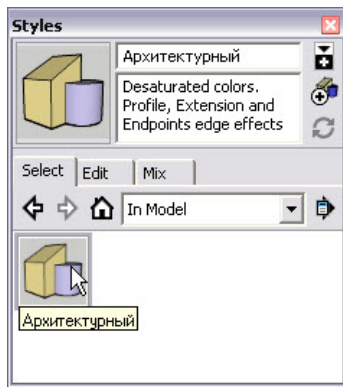 Styles
Архитектурный
Desaturated colors.
Profile, Extension and
Endpoints edge effects
Select Edit Mix
In Model
Архитектурный